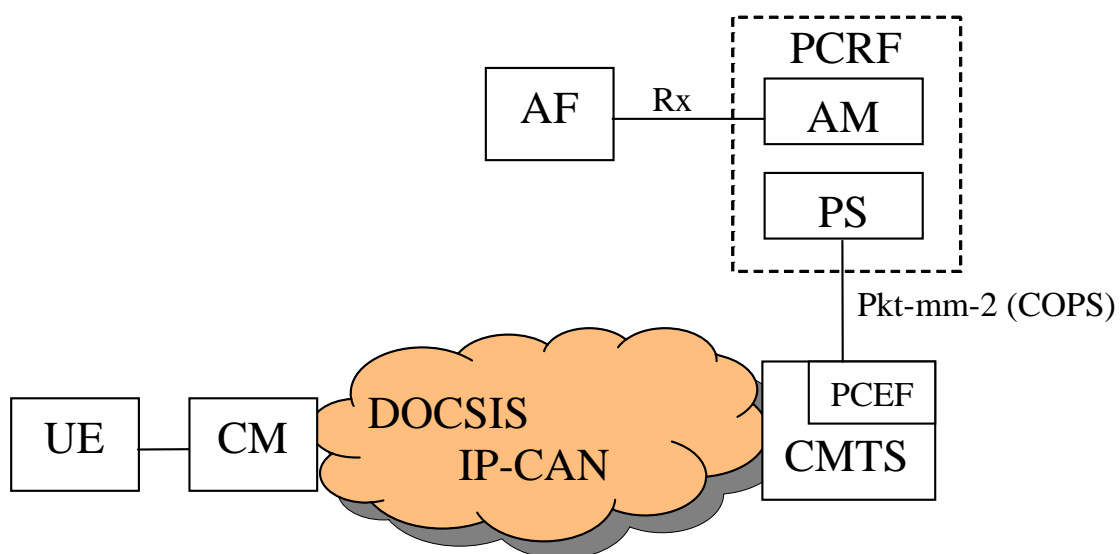 PCRF
AF
Rx
AM
PS
Pkt-mm-2 (COPS)
PCEF
DOCSIS
UE
CM
IP-CAN
CMTS